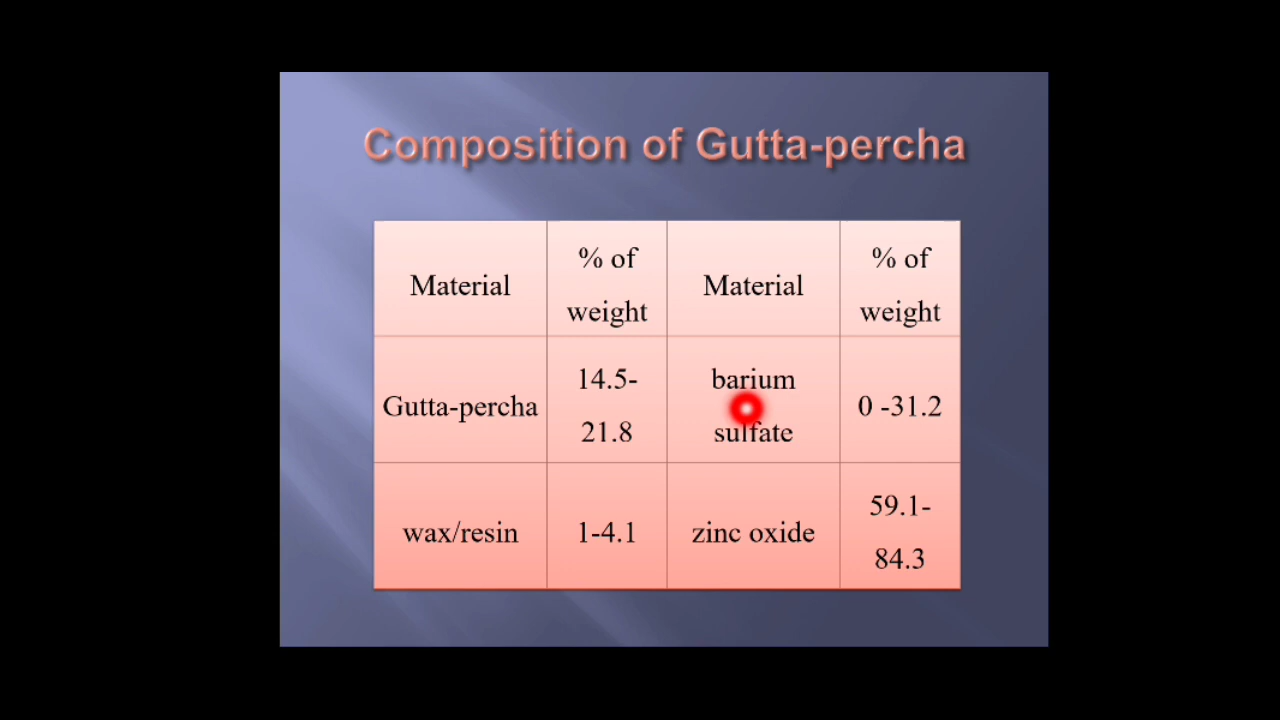 Composition of Gutta-percha
Material
% of
weight
Material
% of
weight
Gutta-percha
14.5-
21.8
barium
sulfate
0 -31.2
wax/resin
1-4.1
zinc oxide
59.1-
84.3